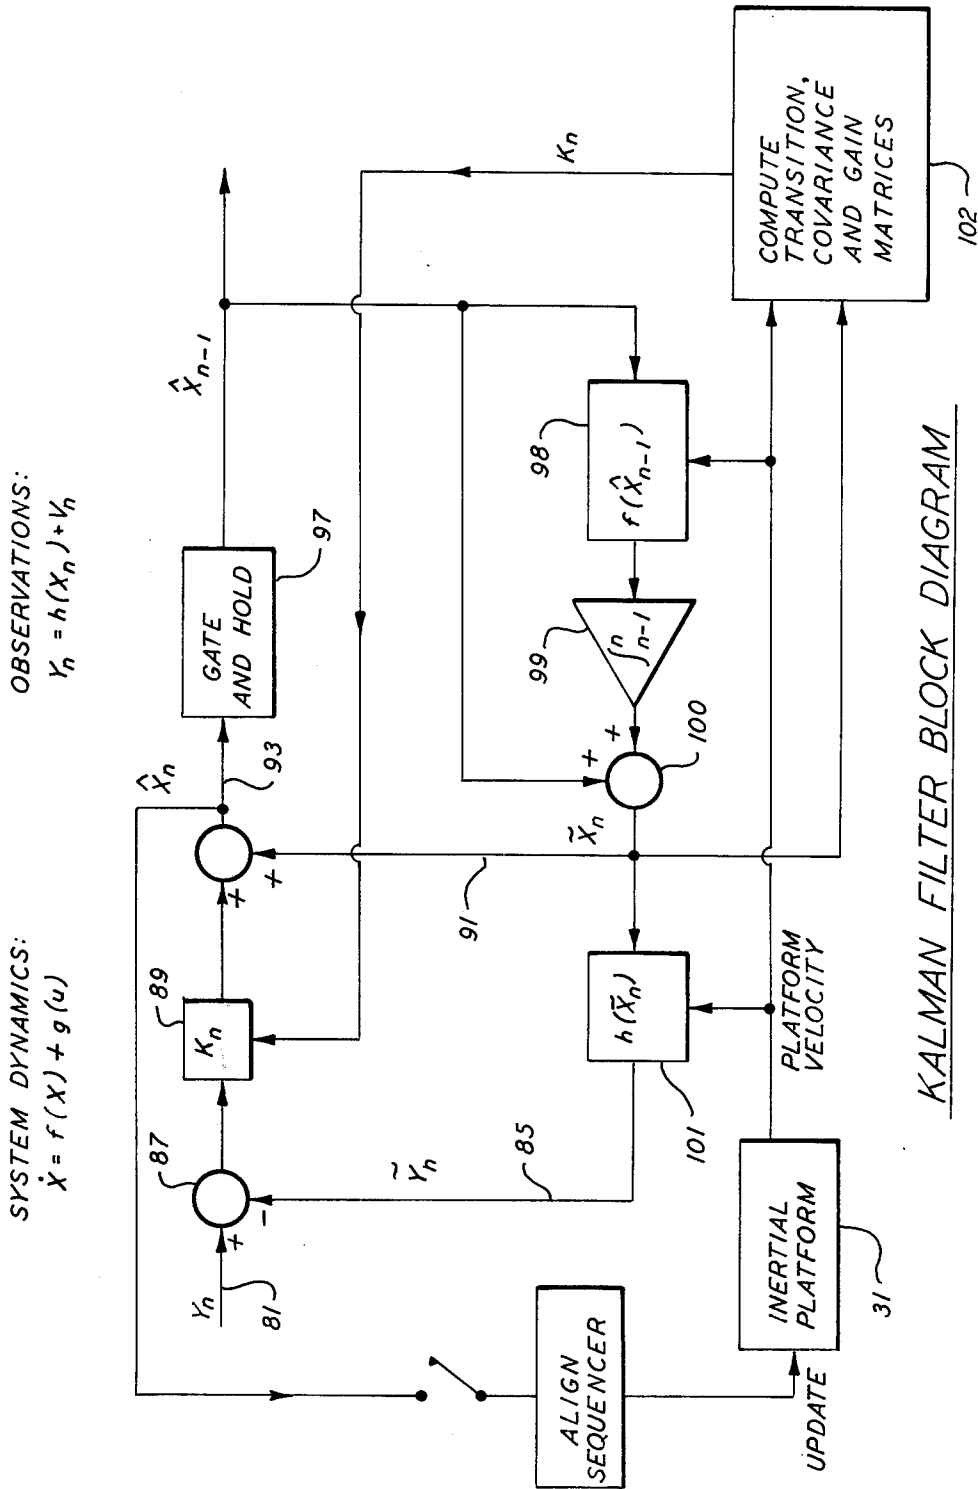 SYSTEM DYNAMICS:
Ẋ = f(X) + g(u)
OBSERVATIONS:
Yn = h(Xn) + Vn
X̂n
X̂n-1
Yn
81
+
-
87
Kn
89
+
+
93
GATE
AND HOLD
97
Kn
91
Ỹn
85
X̃n
+
+
100
99
∫ n n-1
98
f(X̂n-1)
h(X̃n)
101
ALIGN
SEQUENCER
UPDATE
INERTIAL
PLATFORM
31
PLATFORM
VELOCITY
COMPUTE
TRANSITION,
COVARIANCE
AND GAIN
MATRICES
102
KALMAN FILTER BLOCK DIAGRAM